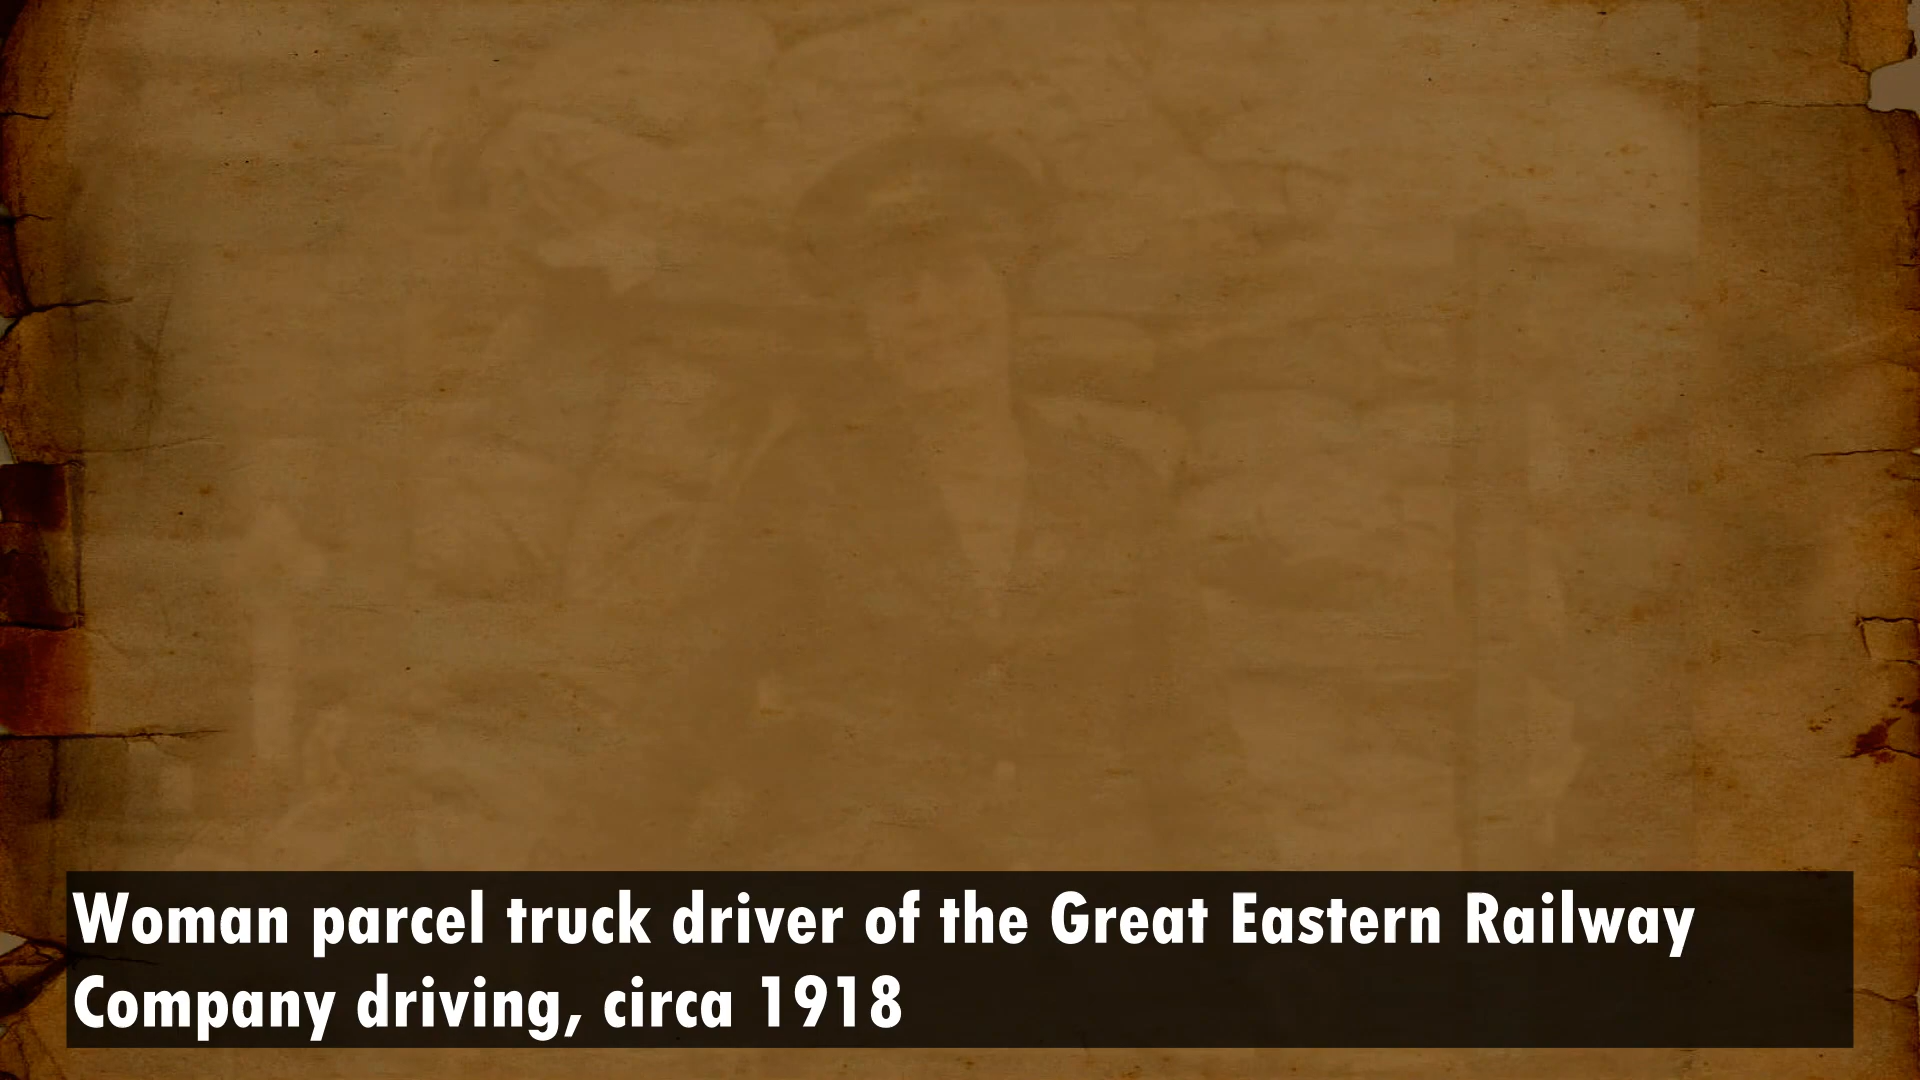 Woman parcel truck driver of the Great Eastern Railway
Company driving, circa 1918